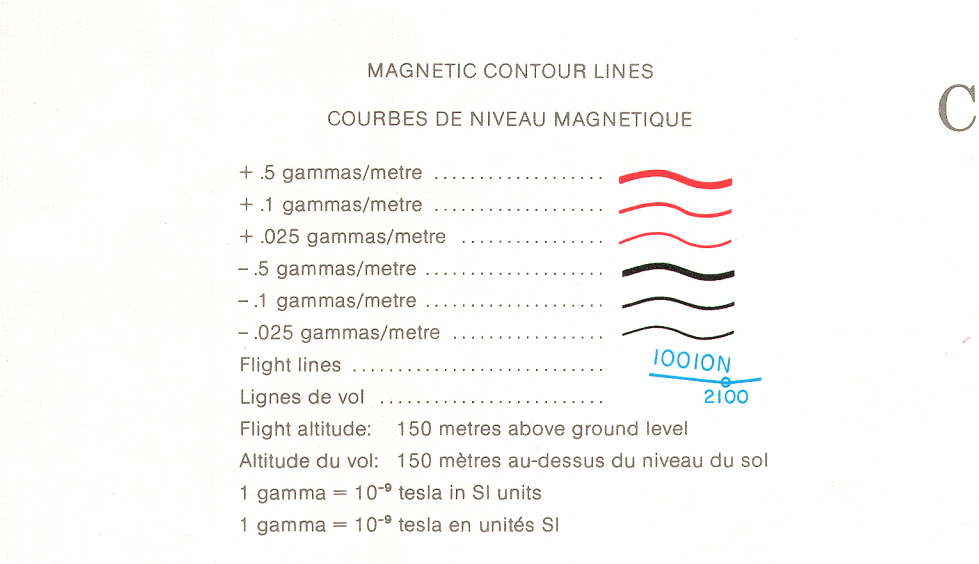 MAGNETIC CONTOUR LINES
COURBES DE NIVEAU MAGNETIQUE
+ .5 gammas/metre ...................
+ .1 gammas/metre ...................
+ .025 gammas/metre ................
– .5 gammas/metre ....................
– .1 gammas/metre ....................
– .025 gammas/metre .................
Flight lines ............................
10010N
Lignes de vol .........................
2100
Flight altitude: 150 metres above ground level
Altitude du vol: 150 mètres au-dessus du niveau du sol
1 gamma = 10⁻⁹ tesla in SI units
1 gamma = 10⁻⁹ tesla en unités SI
C